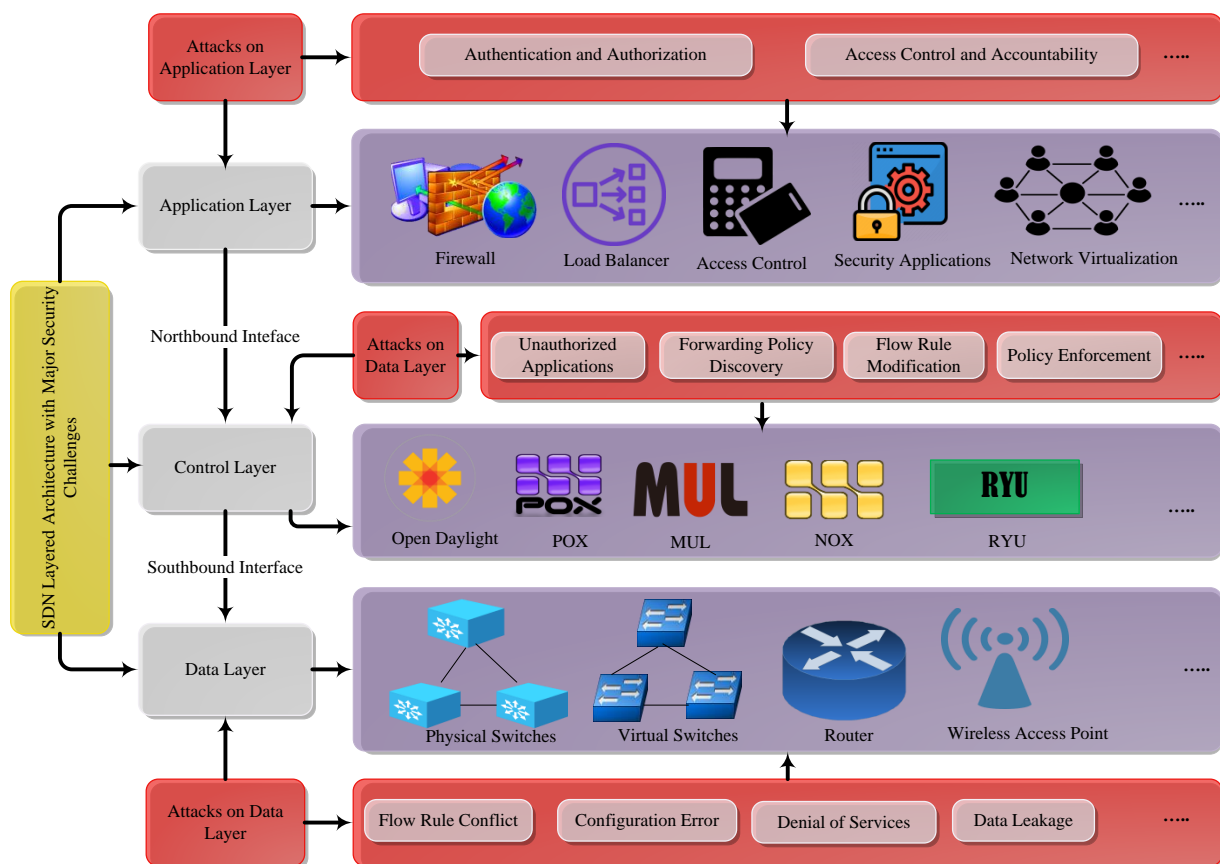 Attacks on
Application Layer
Authentication and Authorization
Access Control and Accountability
.....
Application Layer
Firewall
Load Balancer
Access Control
Security Applications
Network Virtualization
.....
SDN Layered Architecture with Major Security
Challenges
Northbound Inteface
Attacks on
Data Layer
Unauthorized
Applications
Forwarding Policy
Discovery
Flow Rule
Modification
Policy Enforcement
.....
Control Layer
Open Daylight
POX
POX
MUL
MUL
NOX
RYU
RYU
.....
Southbound Interface
Data Layer
Physical Switches
Virtual Switches
Router
Wireless Access Point
.....
Attacks on Data
Layer
Flow Rule Conflict
Configuration Error
Denial of Services
Data Leakage
.....